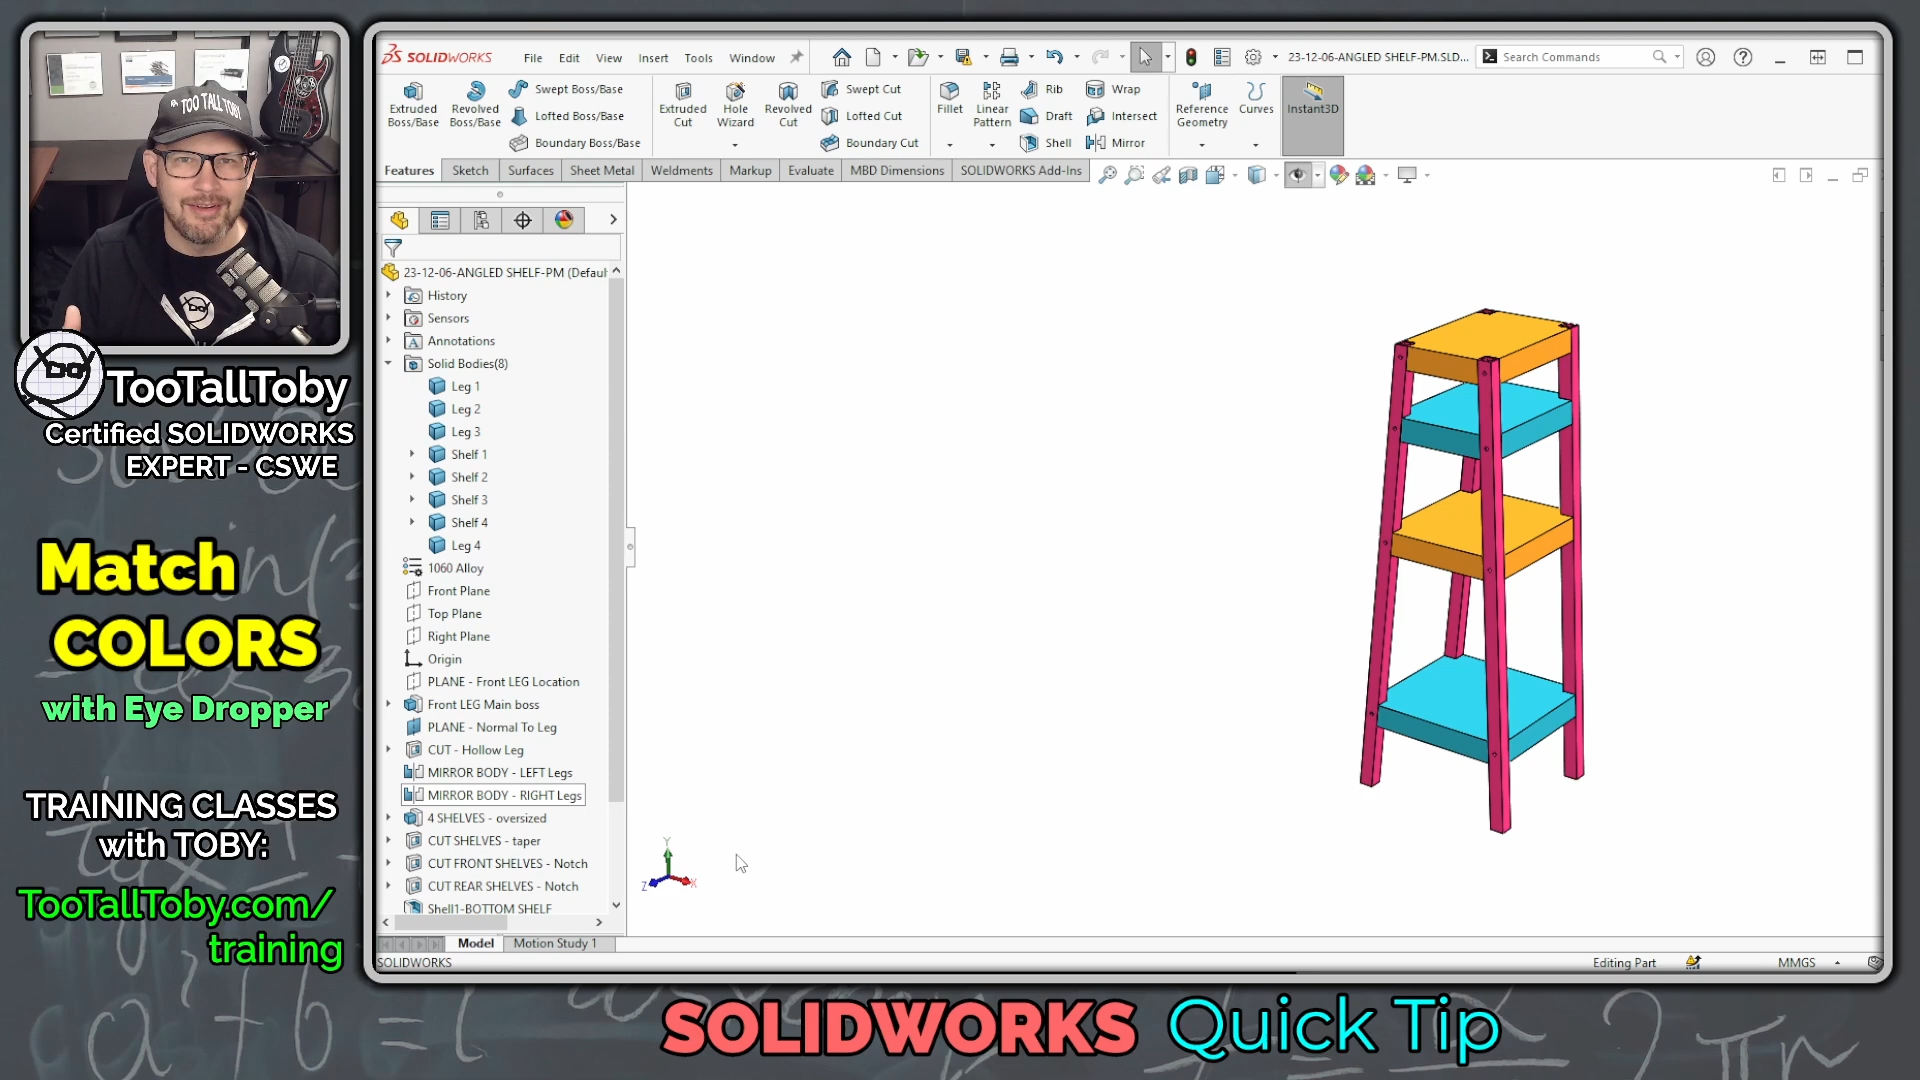 TOO TALL TOBY
TooTallToby
Certified SOLIDWORKS
EXPERT - CSWE
Match
COLORS
with Eye Dropper
TRAINING CLASSES
with TOBY:
TooTallToby.com/
training
SOLIDWORKS
File Edit View Insert Tools Window
23-12-06-ANGLED SHELF-PM.SLD...
Search Commands
Extruded Boss/Base
Revolved Boss/Base
Swept Boss/Base
Lofted Boss/Base
Boundary Boss/Base
Extruded Cut
Hole Wizard
Revolved Cut
Swept Cut
Lofted Cut
Boundary Cut
Fillet
Linear Pattern
Rib
Draft
Shell
Wrap
Intersect
Mirror
Reference Geometry
Curves
Instant3D
Features Sketch Surfaces Sheet Metal Weldments Markup Evaluate MBD Dimensions SOLIDWORKS Add-Ins
23-12-06-ANGLED SHELF-PM (Defaul
History
Sensors
Annotations
Solid Bodies(8)
Leg 1
Leg 2
Leg 3
Shelf 1
Shelf 2
Shelf 3
Shelf 4
Leg 4
1060 Alloy
Front Plane
Top Plane
Right Plane
Origin
PLANE - Front LEG Location
Front LEG Main boss
PLANE - Normal To Leg
CUT - Hollow Leg
MIRROR BODY - LEFT Legs
MIRROR BODY - RIGHT Legs
4 SHELVES - oversized
CUT SHELVES - taper
CUT FRONT SHELVES - Notch
CUT REAR SHELVES - Notch
Shell1-BOTTOM SHELF
Y
Z X
Model Motion Study 1
SOLIDWORKS
Editing Part
MMGS
SOLIDWORKS Quick Tip